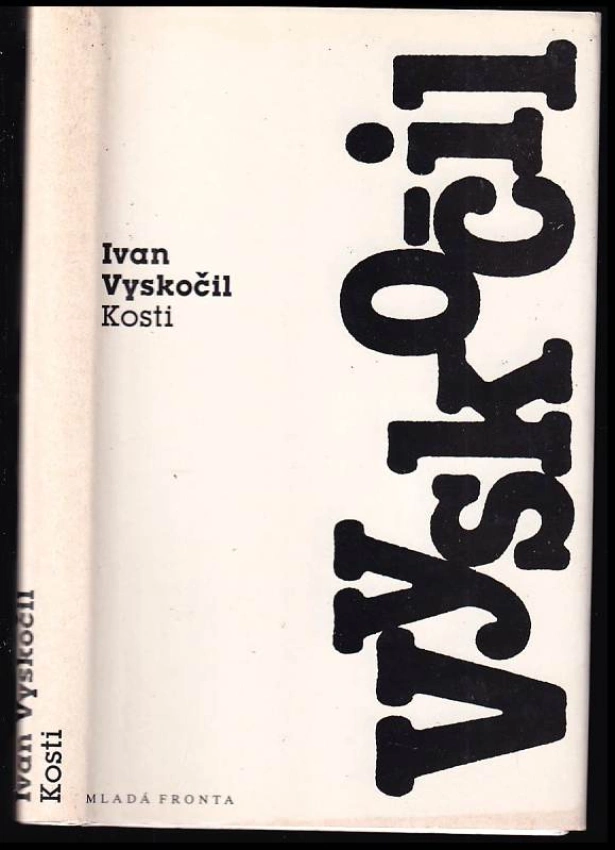 Ivan
Vyskočil
Kosti
vyskočil
MLADÁ FRONTA
Ivan Vyskočil
Kosti